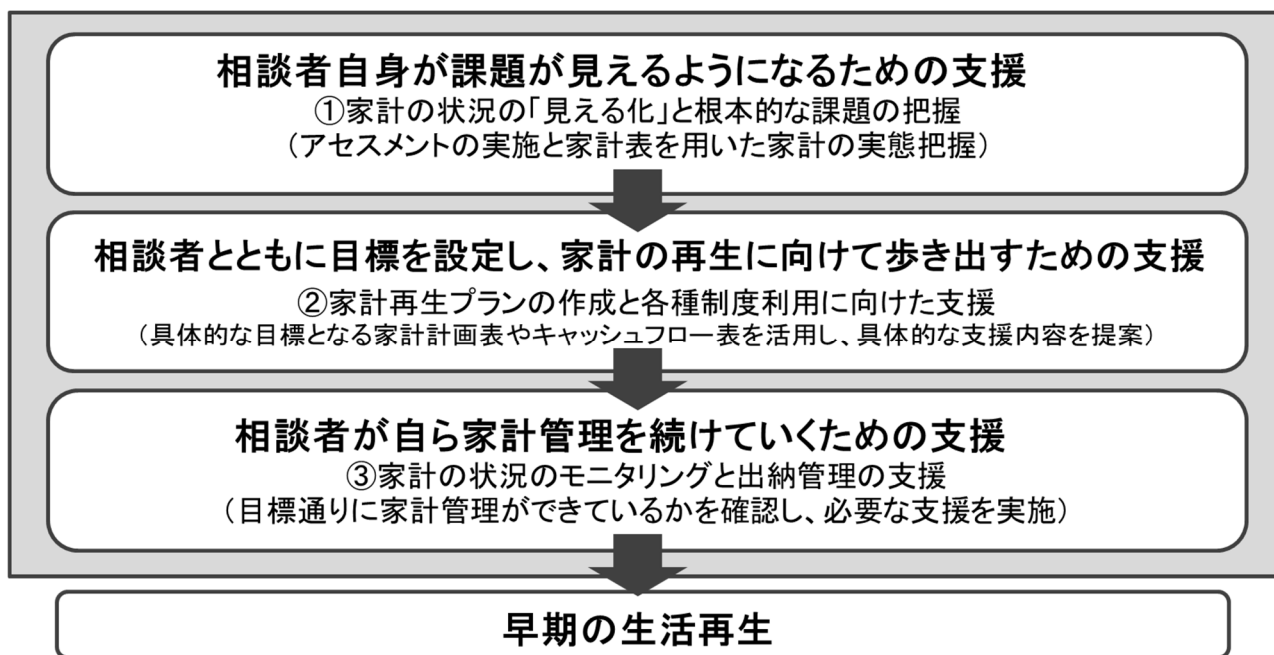 相談者自身が課題が見えるようになるための支援
①家計の状況の｢見える化｣と根本的な課題の把握
（アセスメントの実施と家計表を用いた家計の実態把握）
相談者とともに目標を設定し、家計の再生に向けて歩き出すための支援
②家計再生プランの作成と各種制度利用に向けた支援
（具体的な目標となる家計計画表やキャッシュフロー表を活用し、具体的な支援内容を提案）
相談者が自ら家計管理を続けていくための支援
③家計の状況のモニタリングと出納管理の支援
（目標通りに家計管理ができているかを確認し、必要な支援を実施）
早期の生活再生